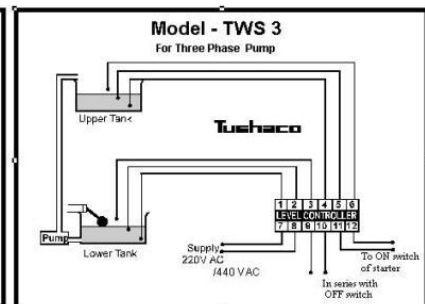 Model - TWS 3
For Three Phase Pump
Upper Tank
Tushaco
1 2 3 4 5 6
LEVEL CONTROLLER
7 8 9 10 11 12
Pump
Lower Tank
Supply
220V AC
/440 VAC
To ON switch
of starter
In series with
OFF switch